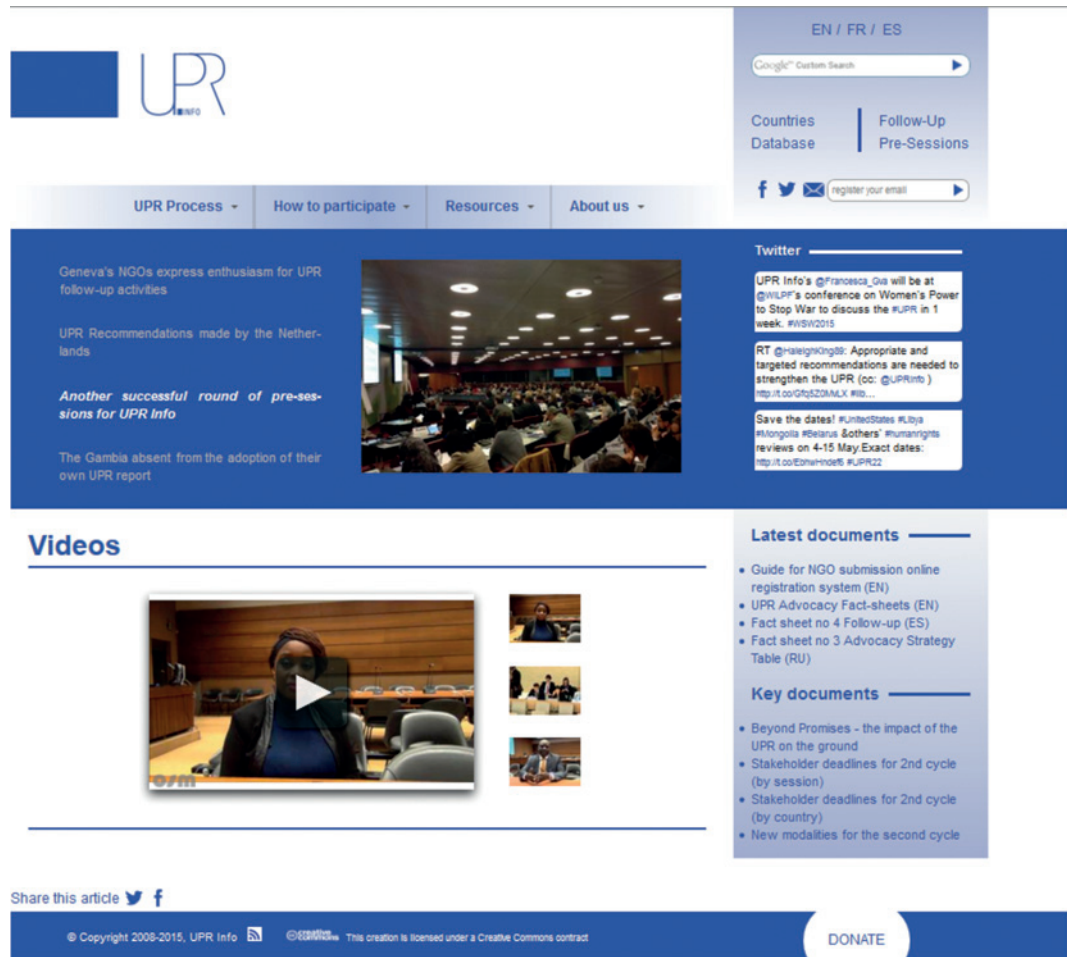 UPR
INFO
EN / FR / ES
Google™ Custom Search
Countries
Database
Follow-Up
Pre-Sessions
register your email
UPR Process
How to participate
Resources
About us
Geneva's NGOs express enthusiasm for UPR
follow-up activities
UPR Recommendations made by the Nether-
lands
Another successful round of pre-ses-
sions for UPR Info
The Gambia absent from the adoption of their
own UPR report
Twitter
UPR Info's @Francesca_Gva will be at
@WILPF's conference on Women's Power
to Stop War to discuss the #UPR in 1
week. #WSW2015
RT @HaleighKing89: Appropriate and
targeted recommendations are needed to
strengthen the UPR (cc: @UPRinfo )
Save the dates! #UnitedStates #Libya
#Mongolia #Belarus &others' #humanrights
reviews on 4-15 May.Exact dates:
#UPR22
Videos
osm
Latest documents
Guide for NGO submission online
registration system (EN)
UPR Advocacy Fact-sheets (EN)
Fact sheet no 4 Follow-up (ES)
Fact sheet no 3 Advocacy Strategy
Table (RU)
Key documents
Beyond Promises - the impact of the
UPR on the ground
Stakeholder deadlines for 2nd cycle
(by session)
Stakeholder deadlines for 2nd cycle
(by country)
New modalities for the second cycle
Share this article
© Copyright 2008-2015, UPR Info
creative commons This creation is licensed under a Creative Commons contract
DONATE